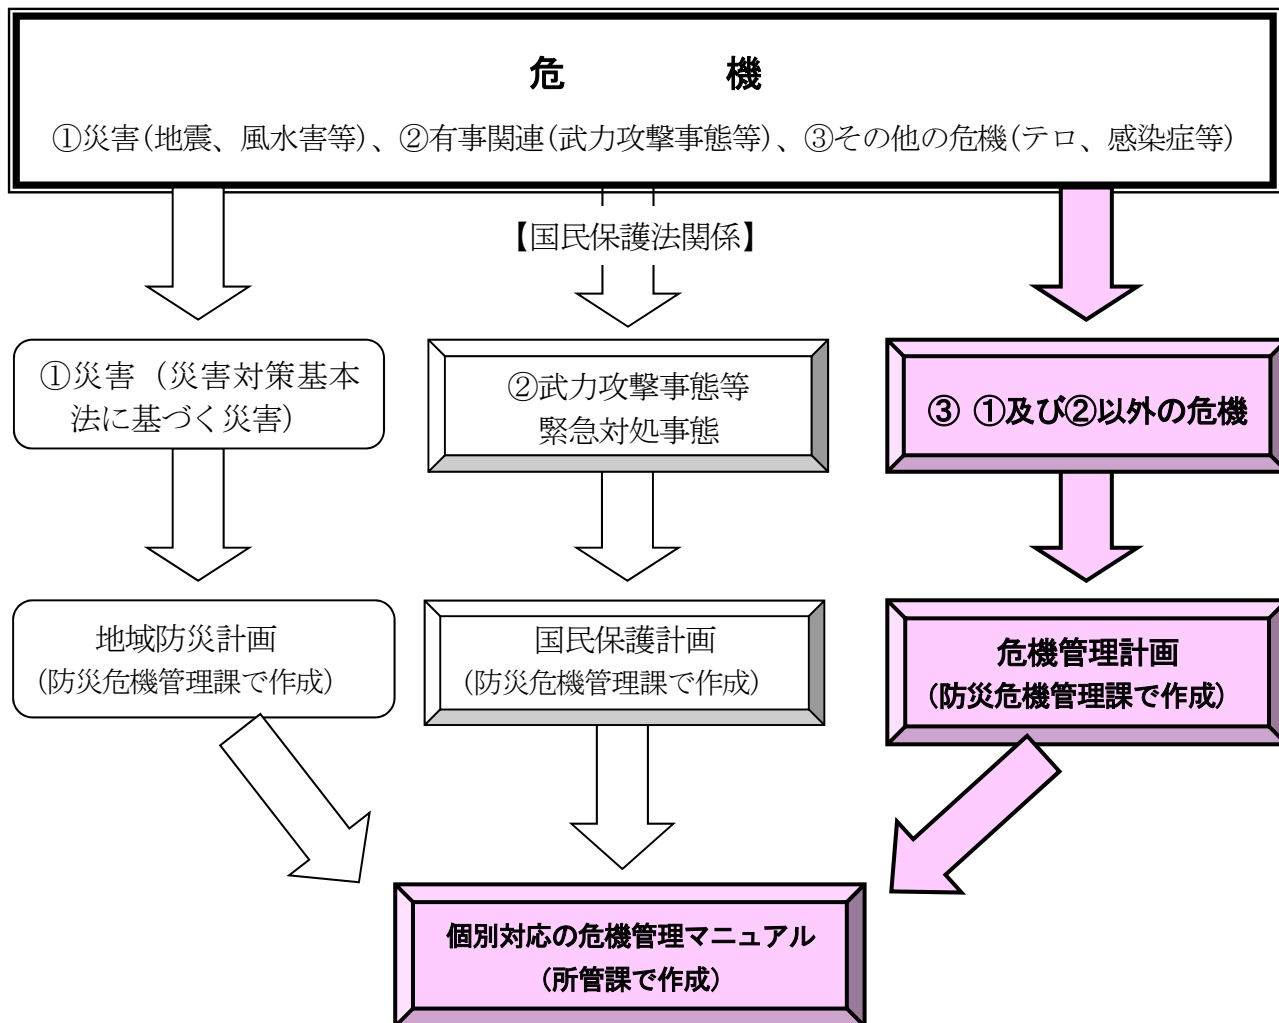 危　機
①災害(地震、風水害等)、②有事関連(武力攻撃事態等)、③その他の危機(テロ、感染症等)
【国民保護法関係】
①災害（災害対策基本
法に基づく災害）
②武力攻撃事態等
緊急対処事態
③ ①及び②以外の危機
地域防災計画
(防災危機管理課で作成)
国民保護計画
(防災危機管理課で作成)
危機管理計画
(防災危機管理課で作成)
個別対応の危機管理マニュアル
(所管課で作成)